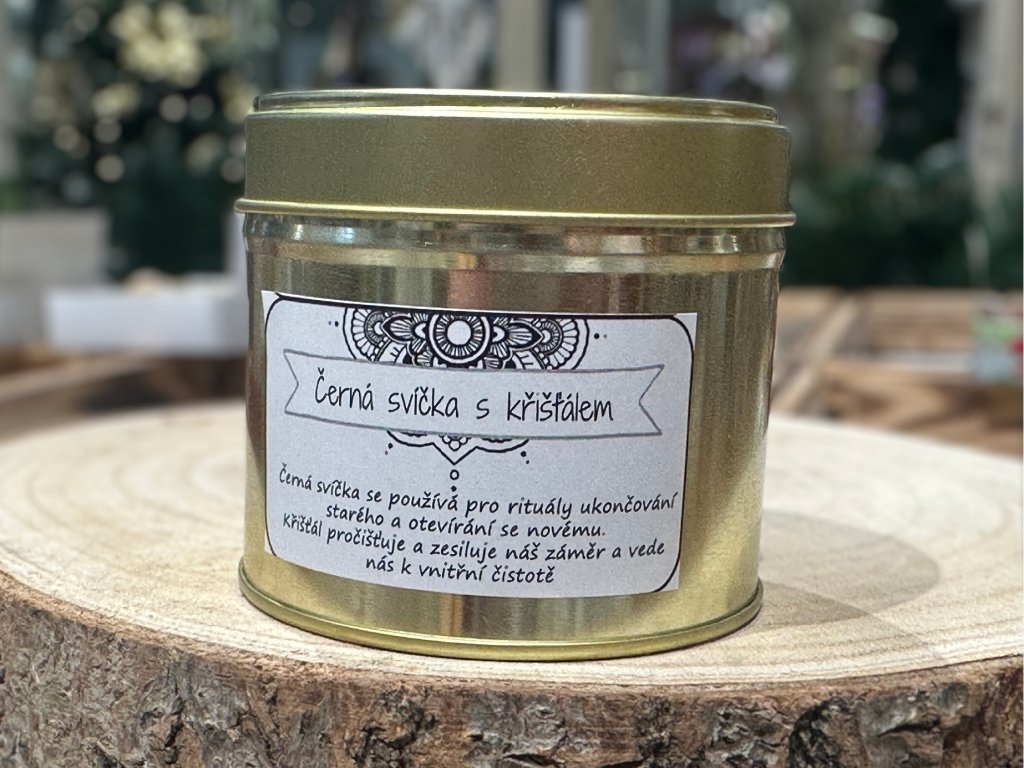 Černá svíčka s křišťálem
Černá svíčka se používá pro rituály ukončování
starého a otevírání se novému.
Křišťál pročišťuje a zesiluje náš záměr a vede
nás k vnitřní čistotě